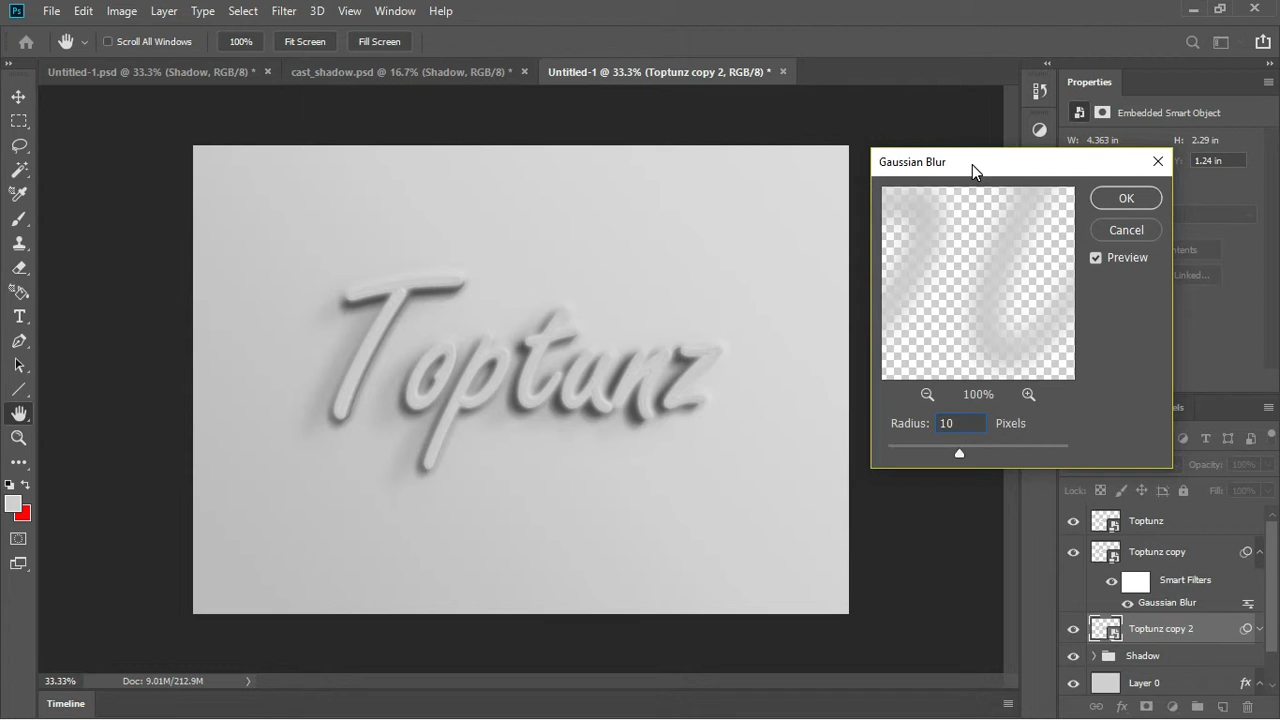 Ps File Edit Image Layer Type Select Filter 3D View Window Help
Scroll All Windows 100% Fit Screen Fill Screen
Untitled-1.psd @ 33.3% (Shadow, RGB/8) * cast_shadow.psd @ 16.7% (Shadow, RGB/8) * Untitled-1 @ 33.3% (Toptunz copy 2, RGB/8) *
Properties
Embedded Smart Object
W: 4.363 in H: 2.29 in
Y: 1.24 in
Gaussian Blur
OK
Cancel
Preview
Linked...
100%
Radius: 10 Pixels
Toptunz
Opacity: 100%
Lock: Fill: 100%
Toptunz
Toptunz copy
Smart Filters
Gaussian Blur
Toptunz copy 2
Shadow
Layer 0 fx
33.33% Doc: 9.01M/212.9M
Timeline